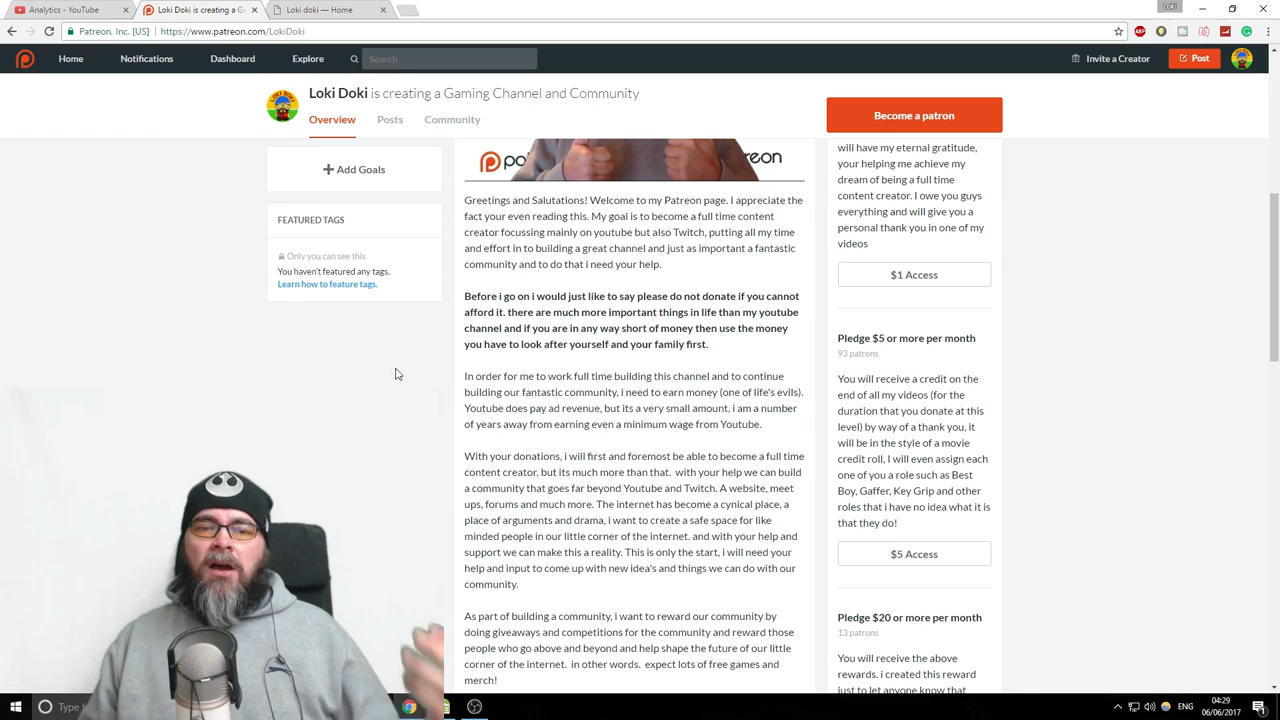 Analytics - YouTube
Loki Doki is creating a G
Loki doki — Home
Loki
Patreon, Inc. [US]
https://www.patreon.com/LokiDoki
Home
Notifications
Dashboard
Explore
Search
Invite a Creator
Post
Loki Doki is creating a Gaming Channel and Community
Overview
Posts
Community
Become a patron
Add Goals
FEATURED TAGS
Only you can see this
You haven't featured any tags.
Learn how to feature tags.
Greetings and Salutations! Welcome to my Patreon page. I appreciate the
fact your even reading this. My goal is to become a full time content
creator focussing mainly on youtube but also Twitch, putting all my time
and effort in to building a great channel and just as important a fantastic
community and to do that i need your help.
Before i go on i would just like to say please do not donate if you cannot
afford it. there are much more important things in life than my youtube
channel and if you are in any way short of money then use the money
you have to look after yourself and your family first.
In order for me to work full time building this channel and to continue
building our fantastic community, i need to earn money (one of life's evils).
Youtube does pay ad revenue, but its a very small amount, i am a number
of years away from earning even a minimum wage from Youtube.
With your donations, i will first and foremost be able to become a full time
content creator, but its much more than that. with your help we can build
a community that goes far beyond Youtube and Twitch. A website, meet
ups, forums and much more. The internet has become a cynical place, a
place of arguments and drama, i want to create a safe space for like
minded people in our little corner of the internet. and with your help and
support we can make this a reality. This is only the start, i will need your
help and input to come up with new idea's and things we can do with our
community.
As part of building a community, i want to reward our community by
doing giveaways and competitions for the community and reward those
people who go above and beyond and help shape the future of our little
corner of the internet. in other words. expect lots of free games and
merch!
will have my eternal gratitude,
your helping me achieve my
dream of being a full time
content creator. I owe you guys
everything and will give you a
personal thank you in one of my
videos
$1 Access
Pledge $5 or more per month
93 patrons
You will receive a credit on the
end of all my videos (for the
duration that you donate at this
level) by way of a thank you, it
will be in the style of a movie
credit roll, I will even assign each
one of you a role such as Best
Boy, Gaffer, Key Grip and other
roles that i have no idea what it is
that they do!
$5 Access
Pledge $20 or more per month
13 patrons
You will receive the above
rewards. i created this reward
just to let anyone know that
ENG
04:29
06/06/2017